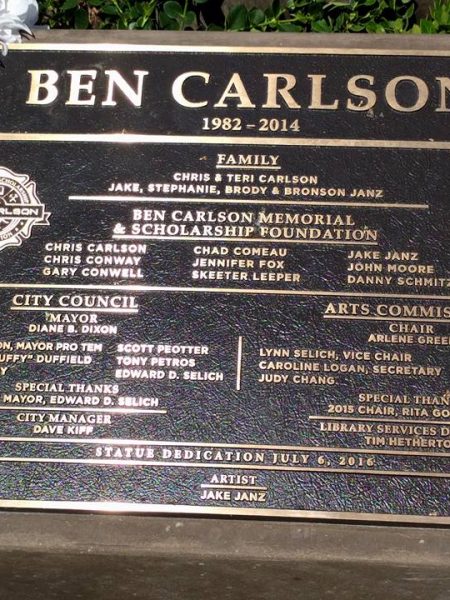 BEN CARLSON
1982 – 2014
FAMILY
CHRIS & TERI CARLSON
JAKE, STEPHANIE, BRODY & BRONSON JANZ
BEN CARLSON MEMORIAL
& SCHOLARSHIP FOUNDATION
CHRIS CARLSON CHAD COMEAU JAKE JANZ
CHRIS CONWAY JENNIFER FOX JOHN MOORE
GARY CONWELL SKEETER LEEPER DANNY SCHMITZ
CITY COUNCIL
MAYOR
DIANE B. DIXON
MAYOR PRO TEM SCOTT PEOTTER
DUFFIELD TONY PETROS
EDWARD D. SELICH
SPECIAL THANKS
MAYOR, EDWARD D. SELICH
CITY MANAGER
DAVE KIFF
ARTS COMMIS
CHAIR
ARLENE GREE
LYNN SELICH, VICE CHAIR
CAROLINE LOGAN, SECRETARY
JUDY CHANG
SPECIAL THAN
2015 CHAIR, RITA GO
LIBRARY SERVICES D
TIM HETHERTO
STATUE DEDICATION JULY 6, 2016
ARTIST
JAKE JANZ